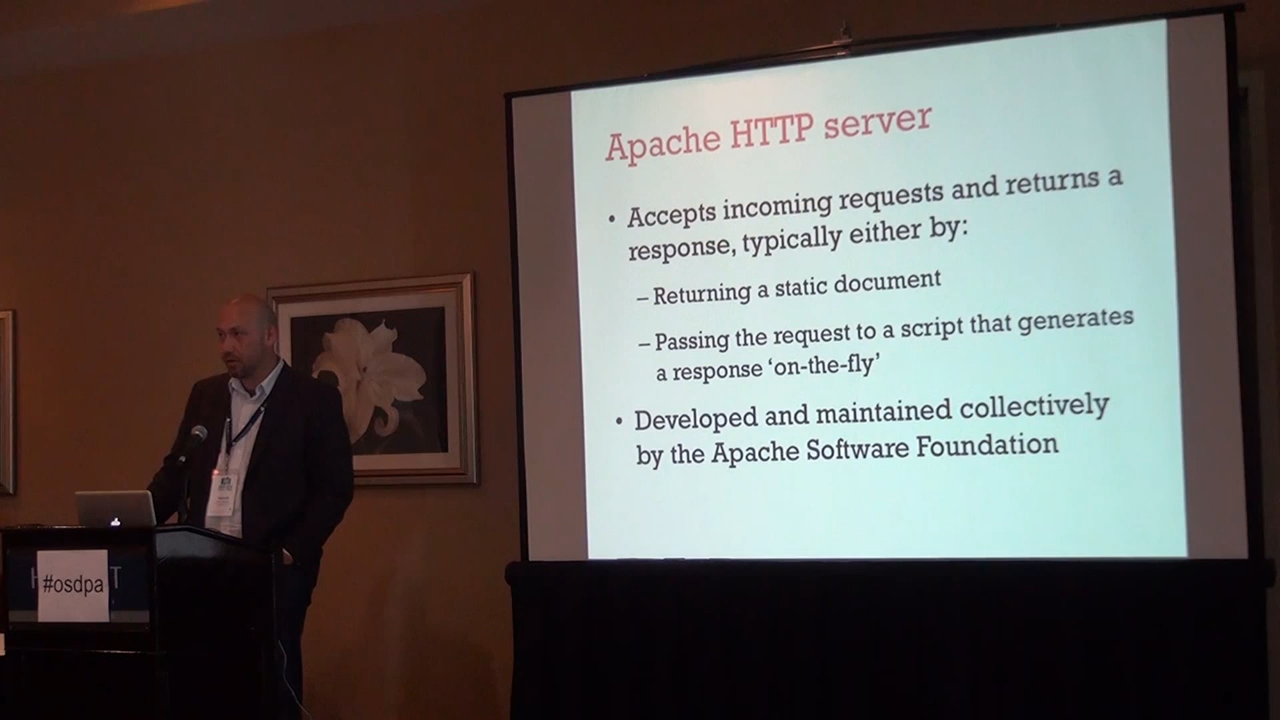 Apache HTTP server
• Accepts incoming requests and returns a
response, typically either by:
– Returning a static document
– Passing the request to a script that generates
a response ‘on-the-fly’
• Developed and maintained collectively
by the Apache Software Foundation
#osdpa